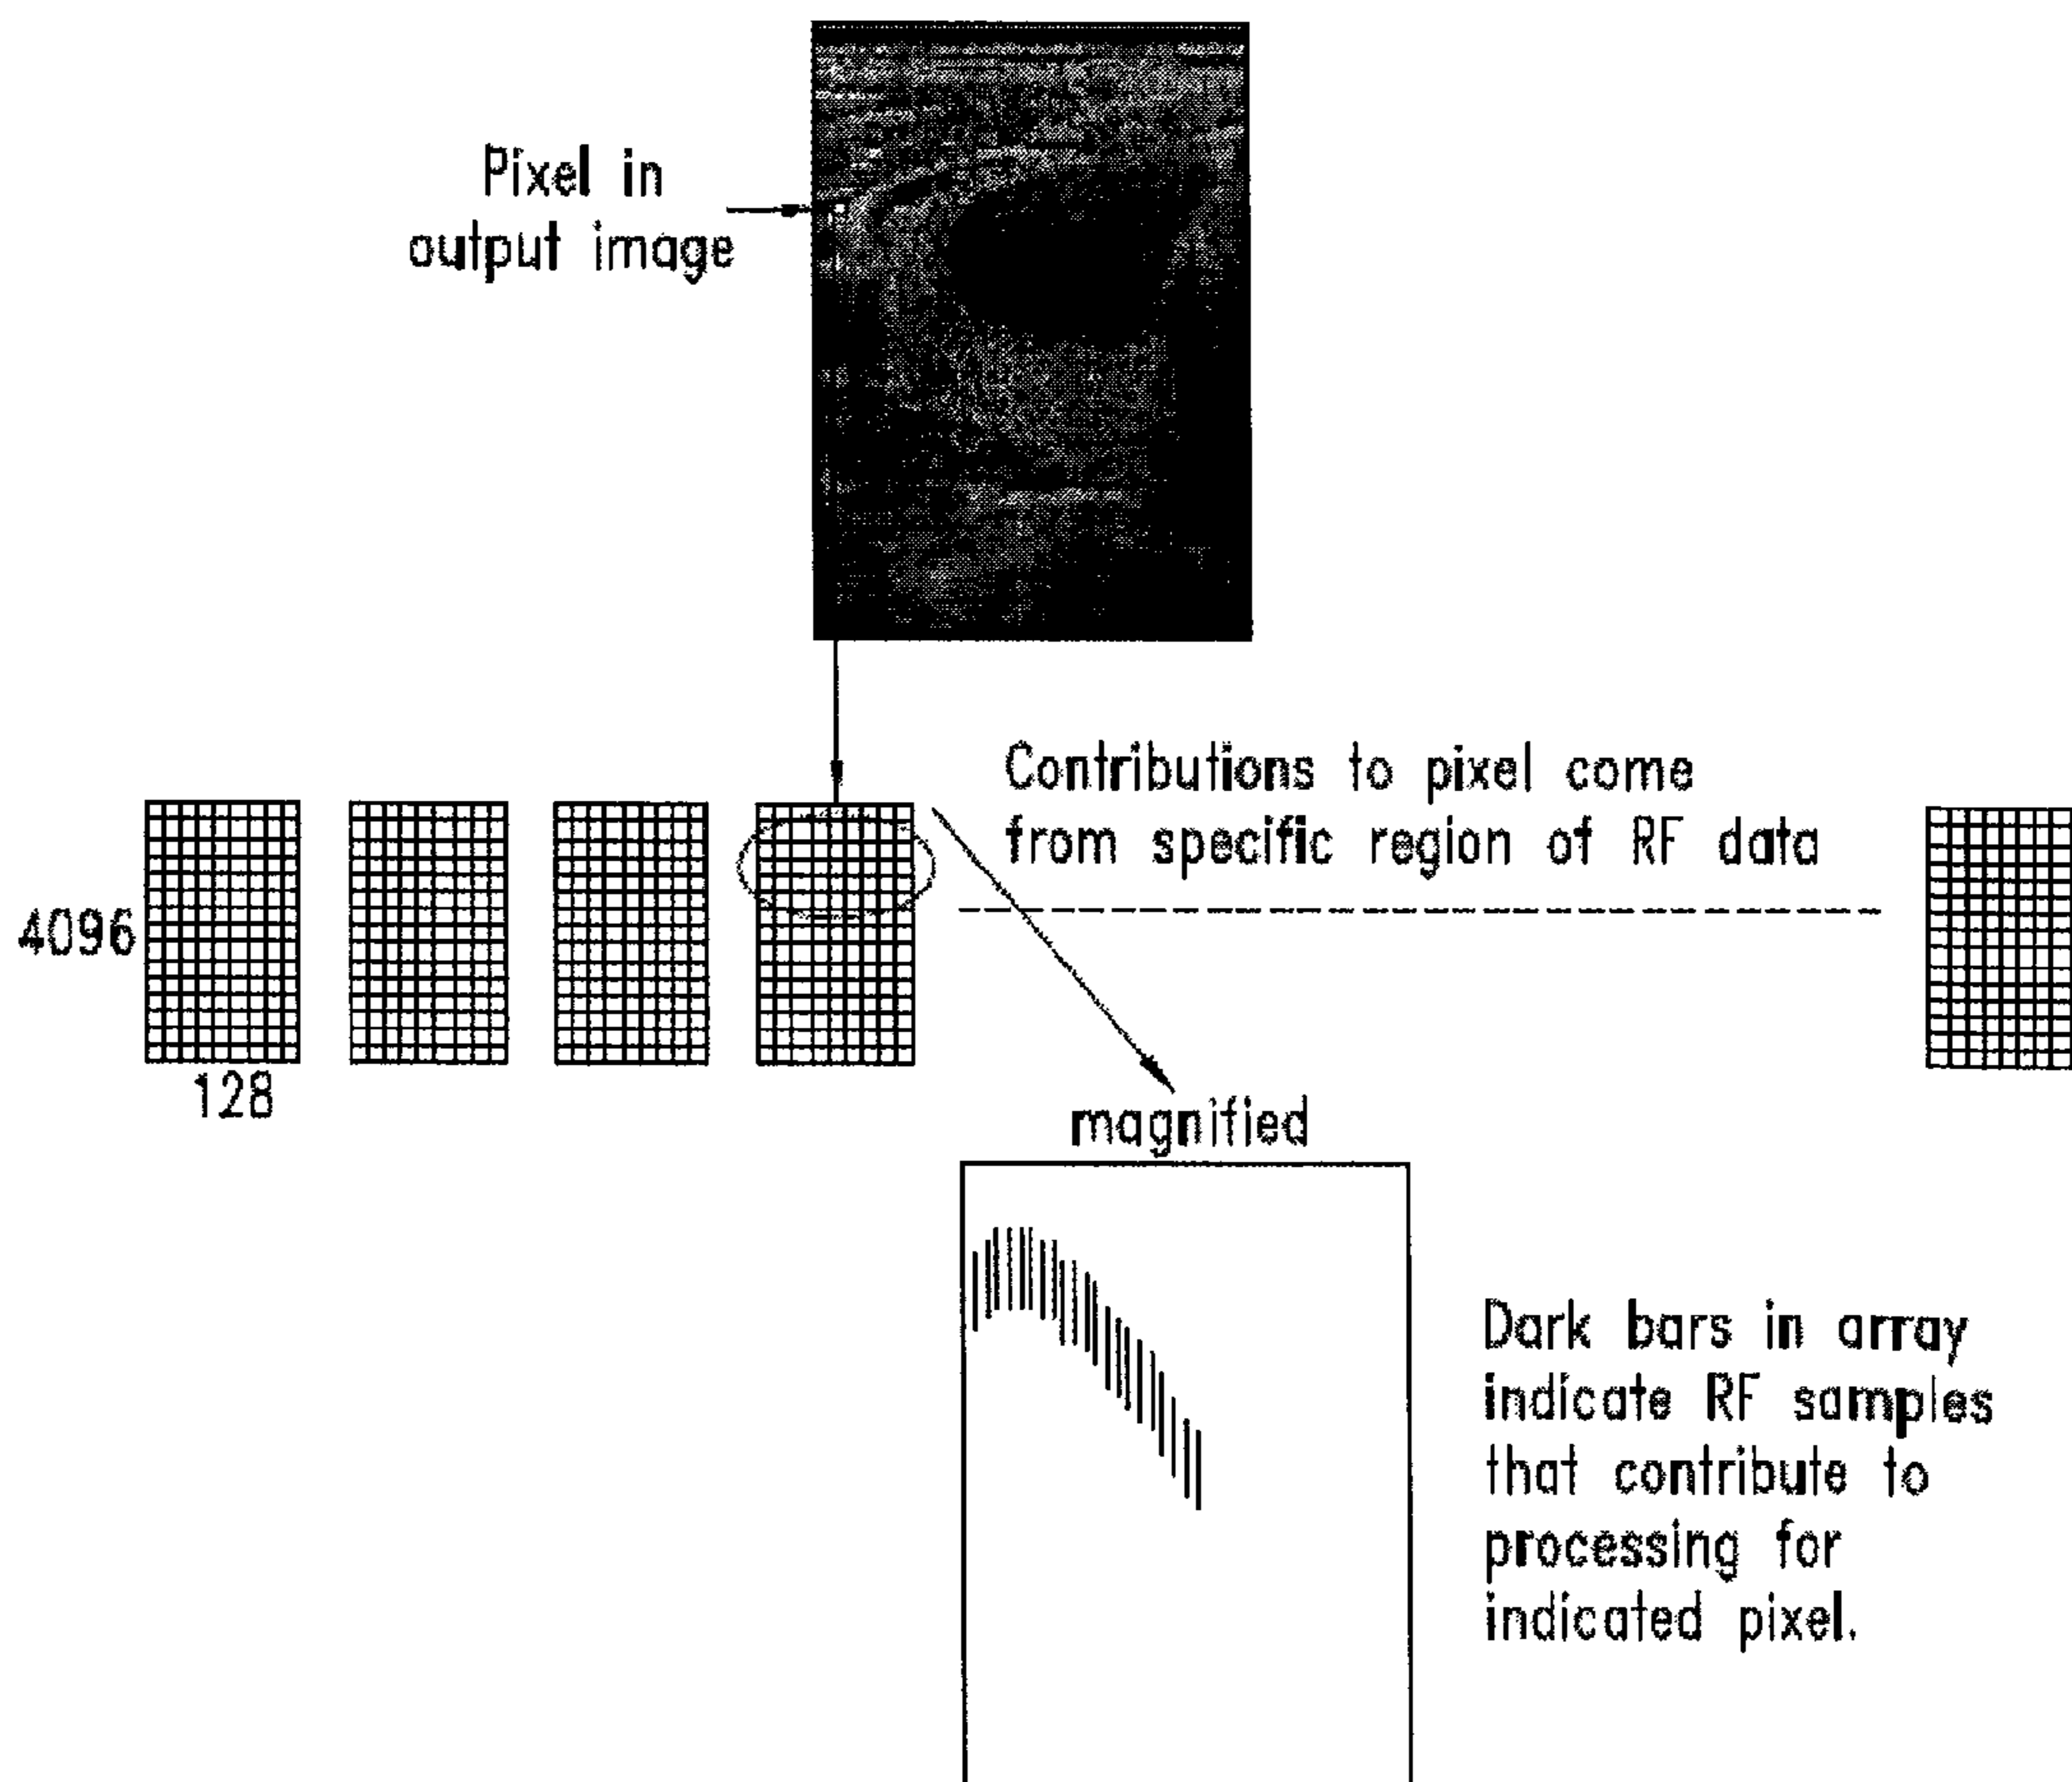 Pixel in
output image
Contributions to pixel come
from specific region of RF data
4096
128
magnified
Dark bars in array
indicate RF samples
that contribute to
processing for
indicated pixel.